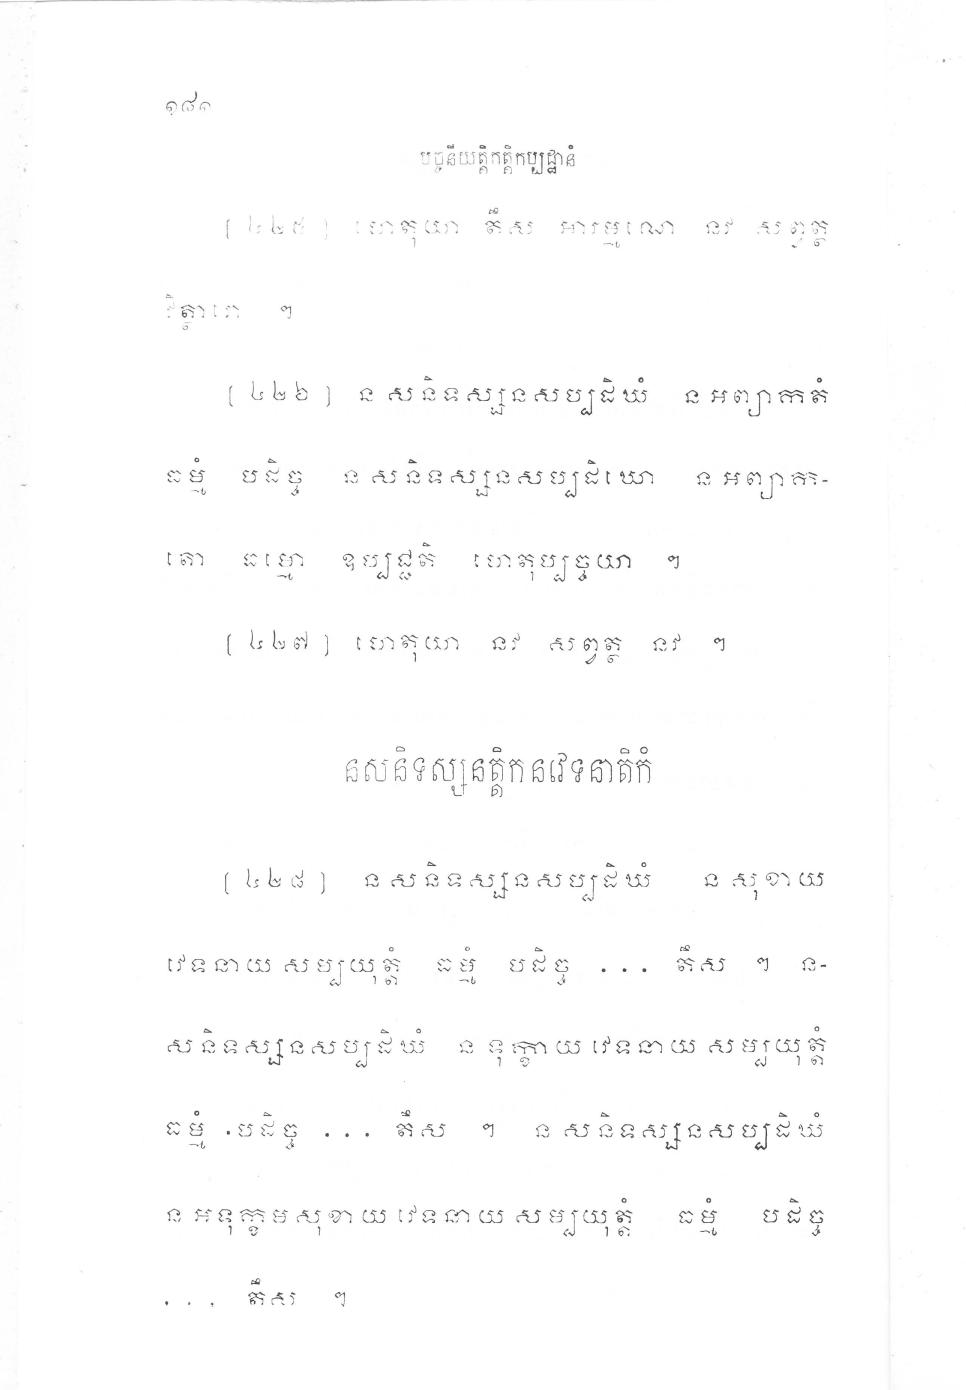 ១៨១
បច្ចនីយត្តិកត្តិកប្បដ្ឋានំ
[៤២៥] ហេតុយា តឹស អារម្មណេ នវ សព្វត្ថ
វិត្ថារោ ។
[៤២៦] ន សនិទស្សនសប្បដិឃំ ន អព្យាកតំ
ធម្មំ បដិច្ច ន សនិទស្សនសប្បដិឃោ ន អព្យាក-
តោ ធម្មោ ឧប្បជ្ជតិ ហេតុប្បច្ចយា ។
[៤២៧] ហេតុយា នវ សព្វត្ថ នវ ។
នសនិទស្សនត្តិកនវេទនាតិកំ
[៤២៨] ន សនិទស្សនសប្បដិឃំ ន សុខាយ
វេទនាយ សម្បយុត្តំ ធម្មំ បដិច្ច ... តឹស ។ ន-
សនិទស្សនសប្បដិឃំ ន ទុក្ខាយ វេទនាយ សម្បយុត្តំ
ធម្មំ បដិច្ច ... តឹស ។ ន សនិទស្សនសប្បដិឃំ
ន អទុក្ខមសុខាយ វេទនាយ សម្បយុត្តំ ធម្មំ បដិច្ច
... តឹស ។